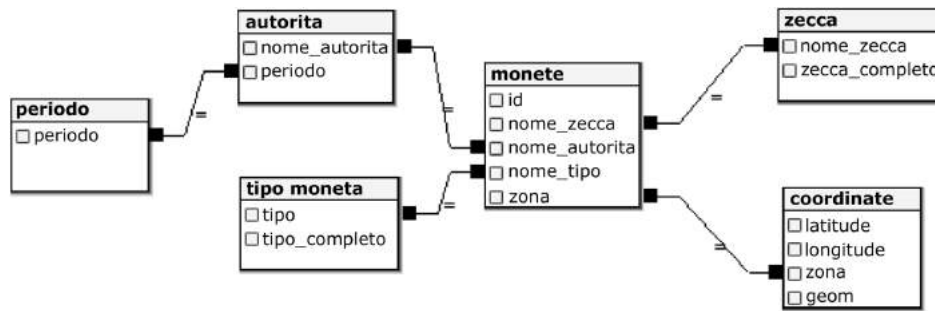 autorita
nome_autorita
periodo
periodo
periodo
tipo moneta
tipo
tipo_completo
monete
id
nome_zecca
nome_autorita
nome_tipo
zona
zecca
nome_zecca
zecca_completo
coordinate
latitude
longitude
zona
geom
=
=
=
=
=